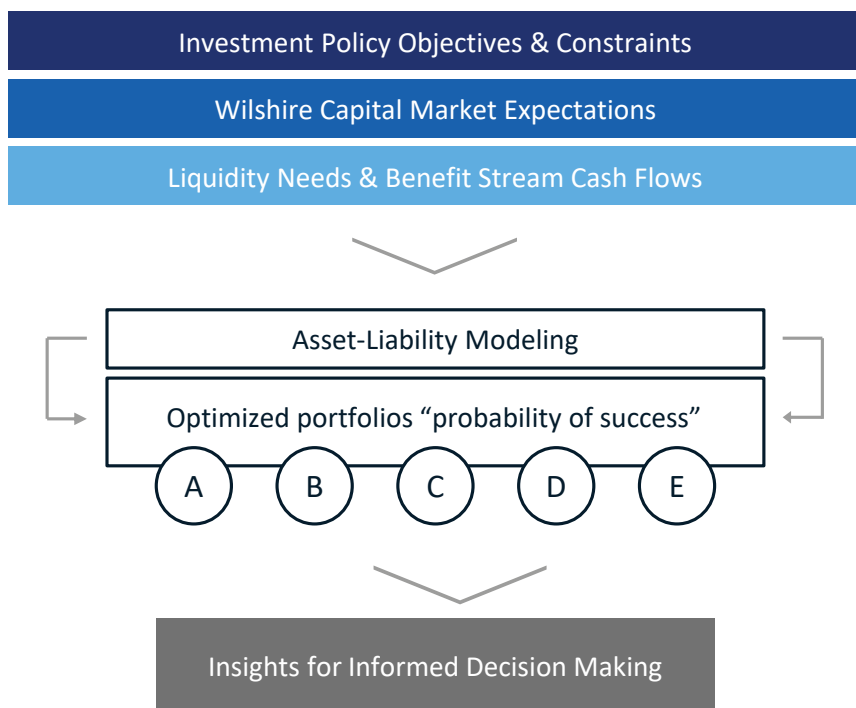 Investment Policy Objectives & Constraints
Wilshire Capital Market Expectations
Liquidity Needs & Benefit Stream Cash Flows
Asset-Liability Modeling
Optimized portfolios “probability of success”
A B C D E
Insights for Informed Decision Making